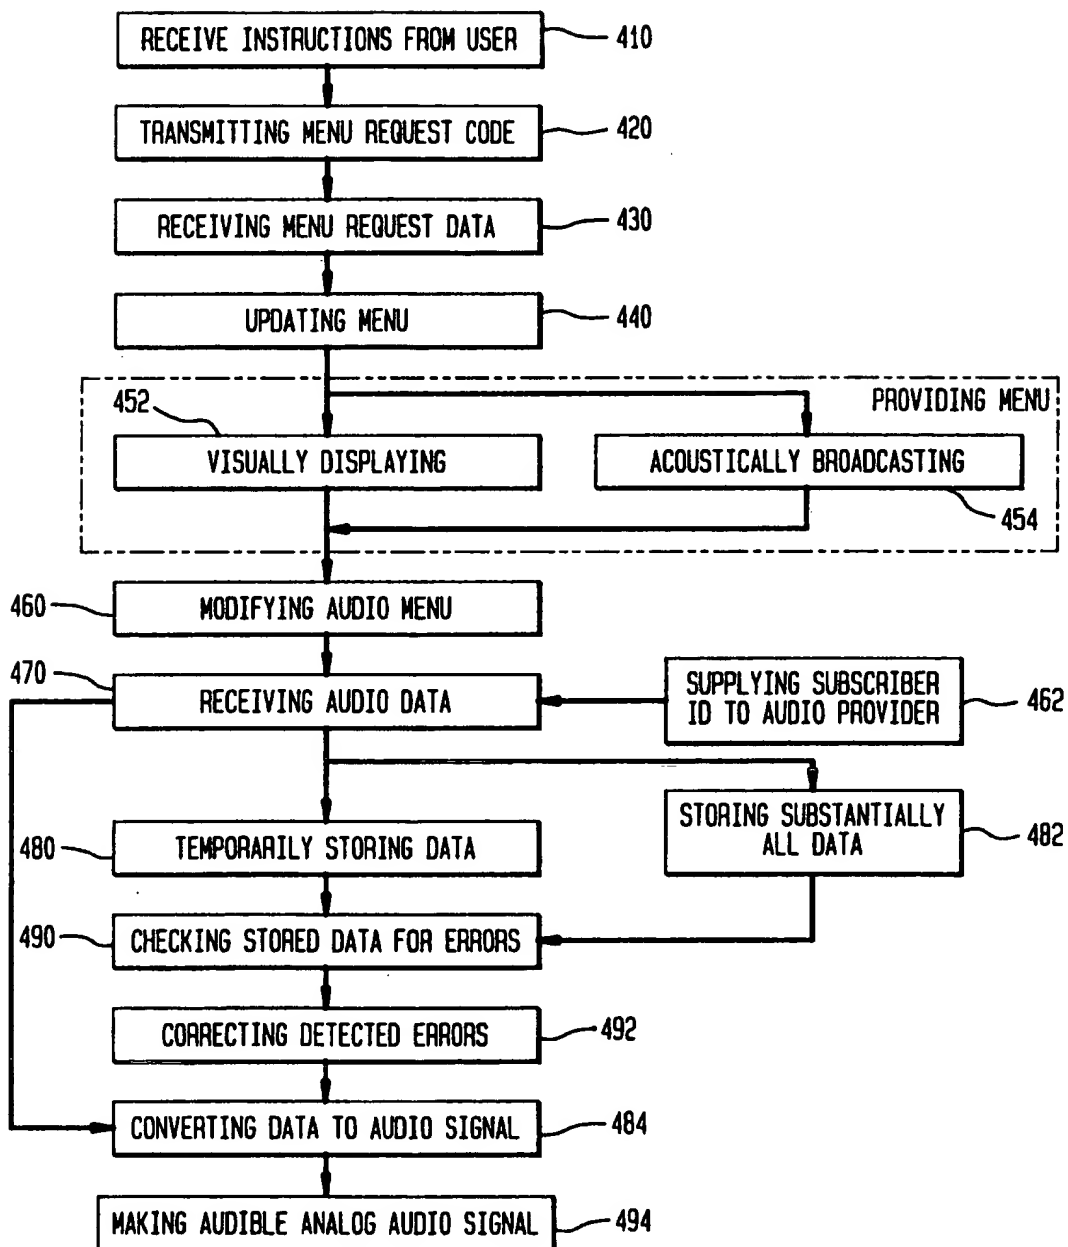 RECEIVE INSTRUCTIONS FROM USER
410
TRANSMITTING MENU REQUEST CODE
420
RECEIVING MENU REQUEST DATA
430
UPDATING MENU
440
452
PROVIDING MENU
VISUALLY DISPLAYING
ACOUSTICALLY BROADCASTING
454
460
MODIFYING AUDIO MENU
470
RECEIVING AUDIO DATA
SUPPLYING SUBSCRIBER
ID TO AUDIO PROVIDER
462
480
TEMPORARILY STORING DATA
STORING SUBSTANTIALLY
ALL DATA
482
490
CHECKING STORED DATA FOR ERRORS
CORRECTING DETECTED ERRORS
492
CONVERTING DATA TO AUDIO SIGNAL
484
MAKING AUDIBLE ANALOG AUDIO SIGNAL
494